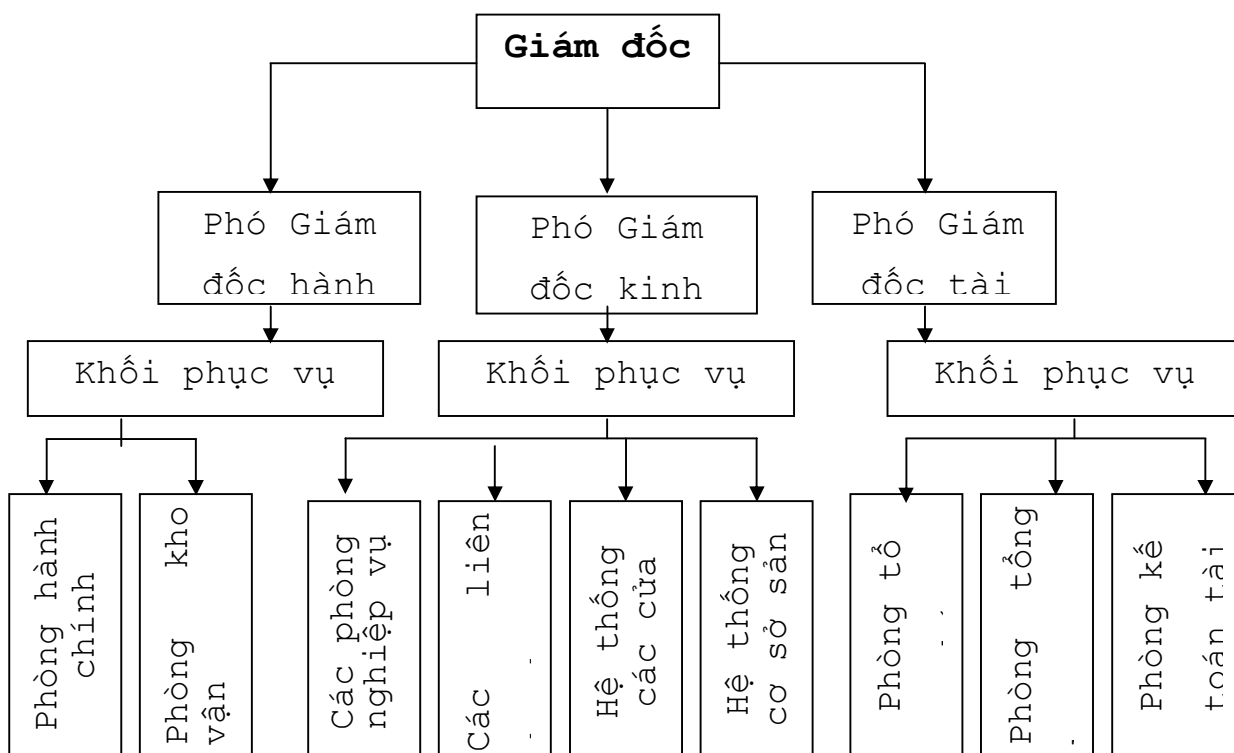 Giám đốc
Phó Giám
đốc hành
Phó Giám
đốc kinh
Phó Giám
đốc tài
Khối phục vụ
Khối phục vụ
Khối phục vụ
Phòng hành
chính
Phòng kho
vận
Các phòng
nghiệp vụ
Các liên
Hệ thống
các cửa
Hệ thống
cơ sở sản
Phòng tổ
Phòng tổng
Phòng kế
toán tài